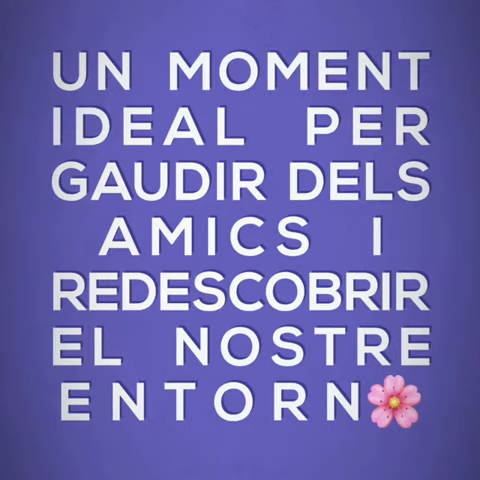 UN MOMENT
IDEAL PER
GAUDIR DELS
AMICS I
REDESCOBRIR
EL NOSTRE
ENTORN🌸